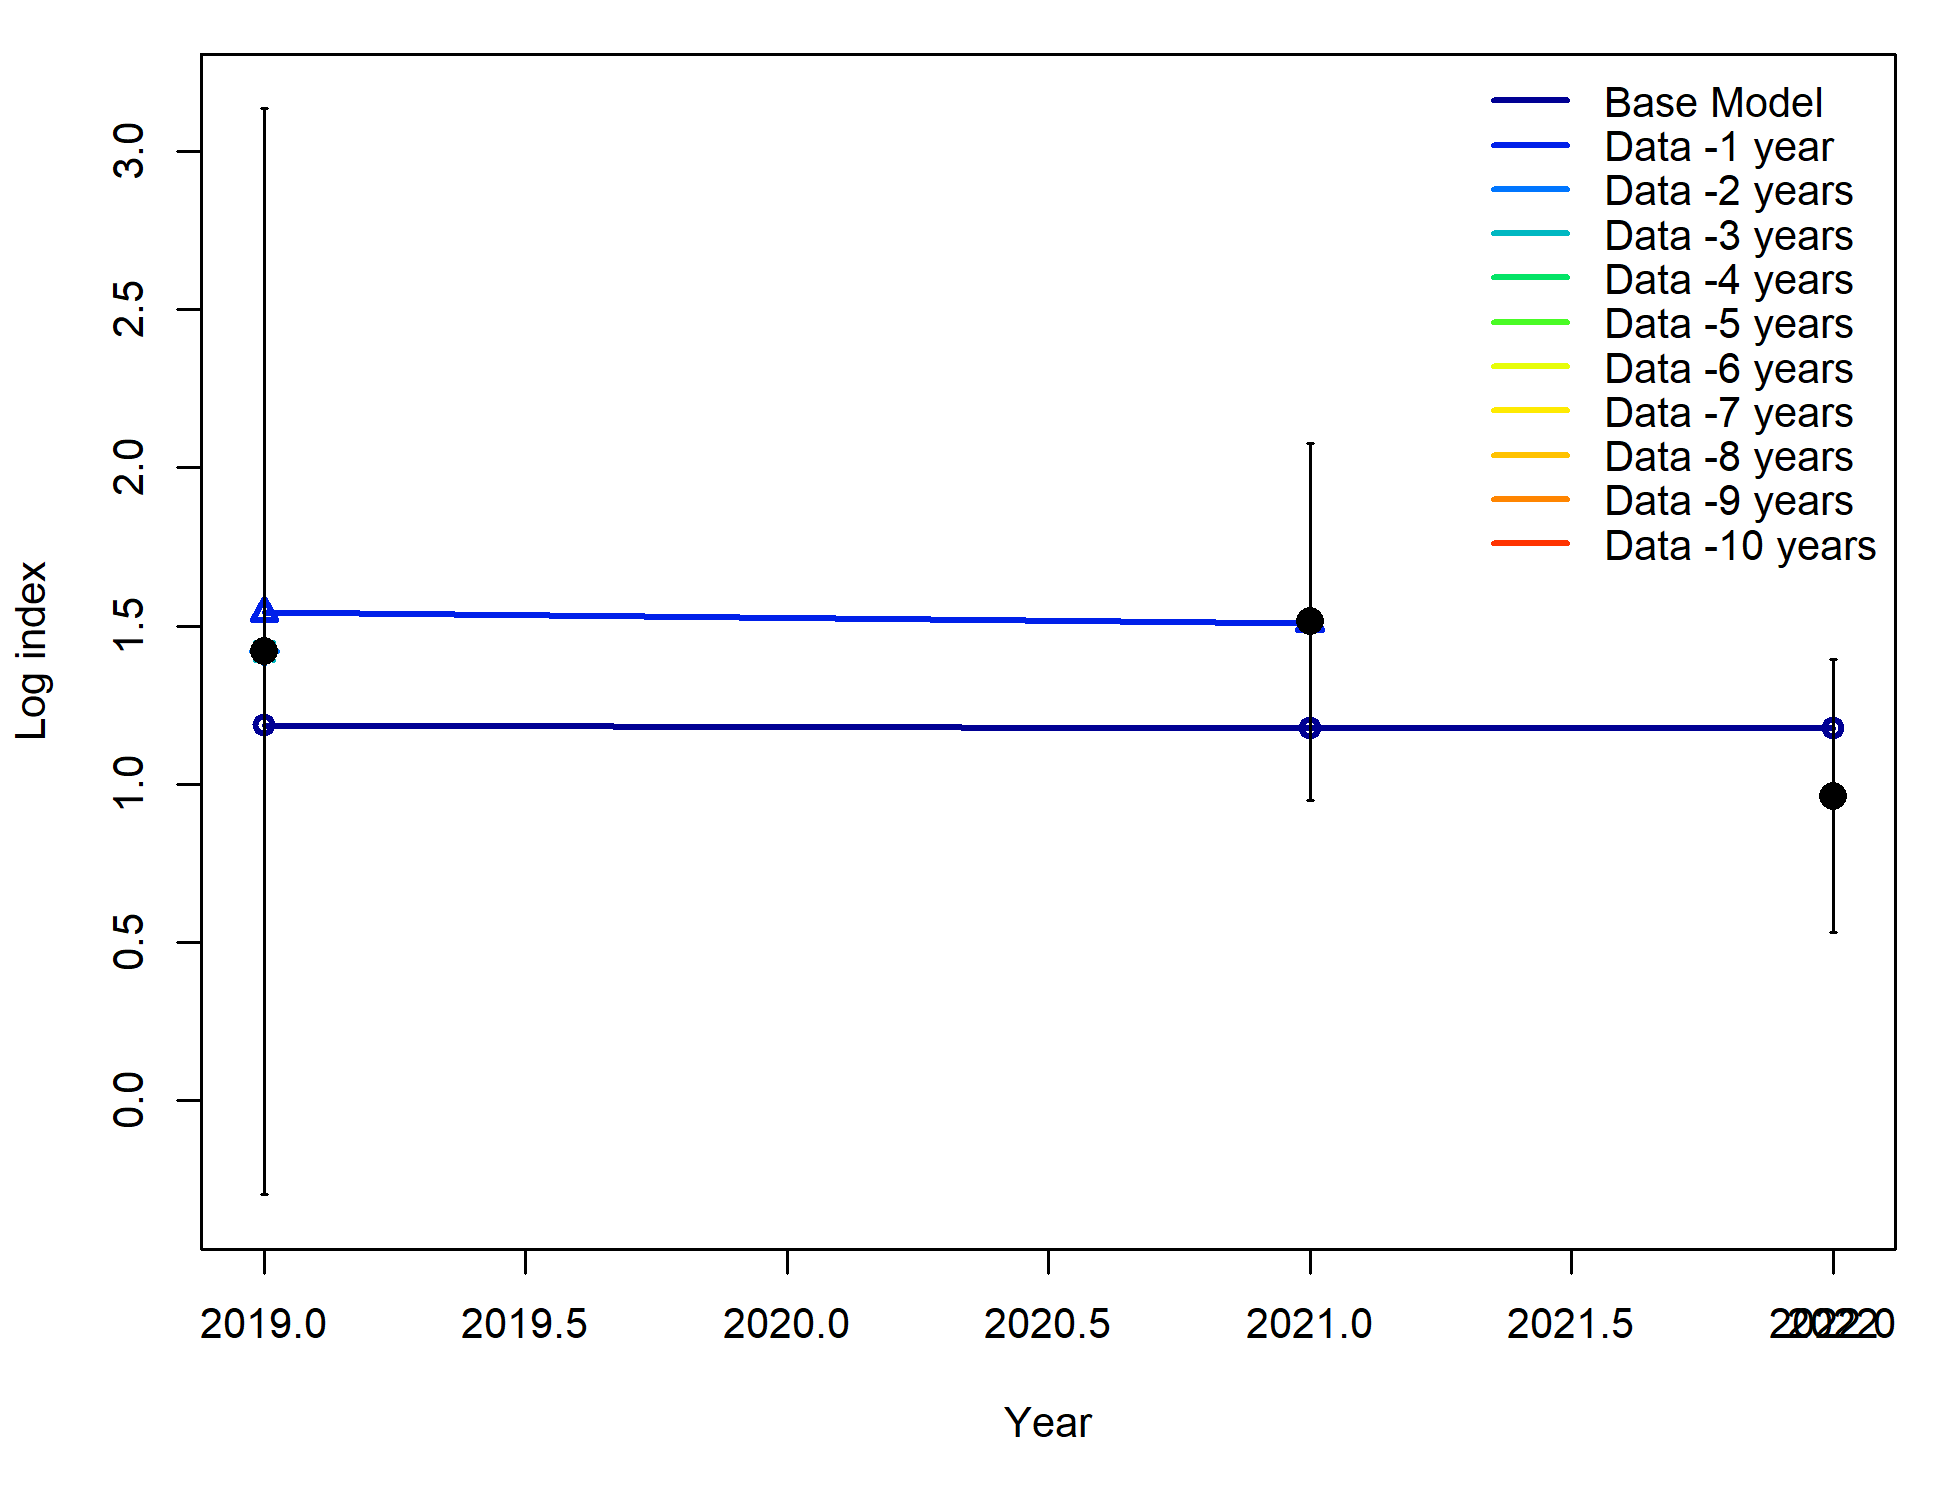 Base Model
Data -1 year
Data -2 years
Data -3 years
Data -4 years
Data -5 years
Data -6 years
Data -7 years
Data -8 years
Data -9 years
Data -10 years
3.0
2.5
2.0
1.5
1.0
0.5
0.0
Log index
2019.0 2019.5 2020.0 2020.5 2021.0 2021.5
Year